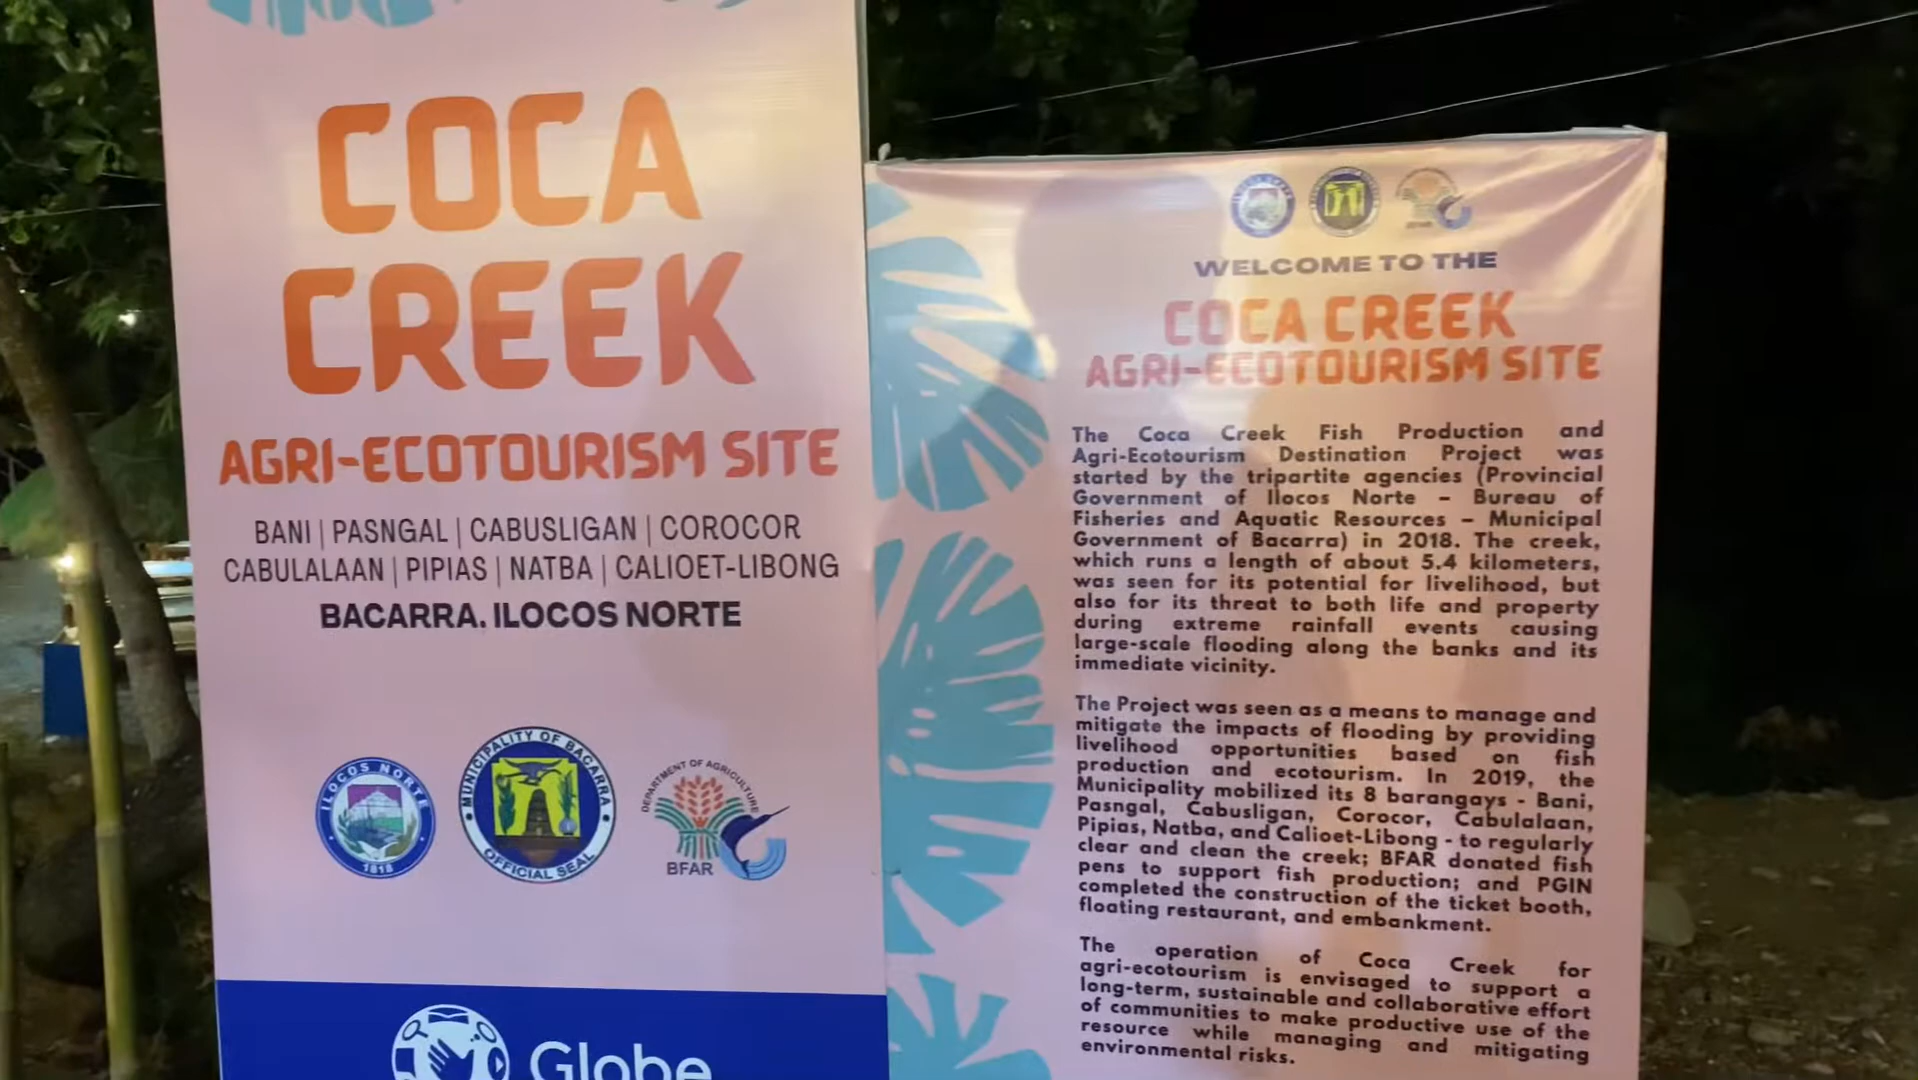 COCA
CREEK
AGRI-ECOTOURISM SITE
BANI | PASNGAL | CABUSLIGAN | COROCOR
CABULALAAN | PIPIAS | NATBA | CALIOET-LIBONG
BACARRA. ILOCOS NORTE
ILOCOS NORTE
1818
MUNICIPALITY OF BACARRA
OFFICIAL SEAL
DEPARTMENT OF AGRICULTURE
BFAR
Globe
WELCOME TO THE
COCA CREEK
AGRI-ECOTOURISM SITE
The Coca Creek Fish Production and
Agri-Ecotourism Destination Project was
started by the tripartite agencies (Provincial
Government of Ilocos Norte – Bureau of
Fisheries and Aquatic Resources – Municipal
Government of Bacarra) in 2018. The creek,
which runs a length of about 5.4 kilometers,
was seen for its potential for livelihood, but
also for its threat to both life and property
during extreme rainfall events causing
large-scale flooding along the banks and its
immediate vicinity.
The Project was seen as a means to manage and
mitigate the impacts of flooding by providing
livelihood opportunities based on fish
production and ecotourism. In 2019, the
Municipality mobilized its 8 barangays - Bani,
Pasngal, Cabusligan, Corocor, Cabulalaan,
Pipias, Natba, and Calioet-Libong - to regularly
clear and clean the creek; BFAR donated fish
pens to support fish production; and PGIN
completed the construction of the ticket booth,
floating restaurant, and embankment.
The operation of Coca Creek for
agri-ecotourism is envisaged to support a
long-term, sustainable and collaborative effort
of communities to make productive use of the
resource while managing and mitigating
environmental risks.